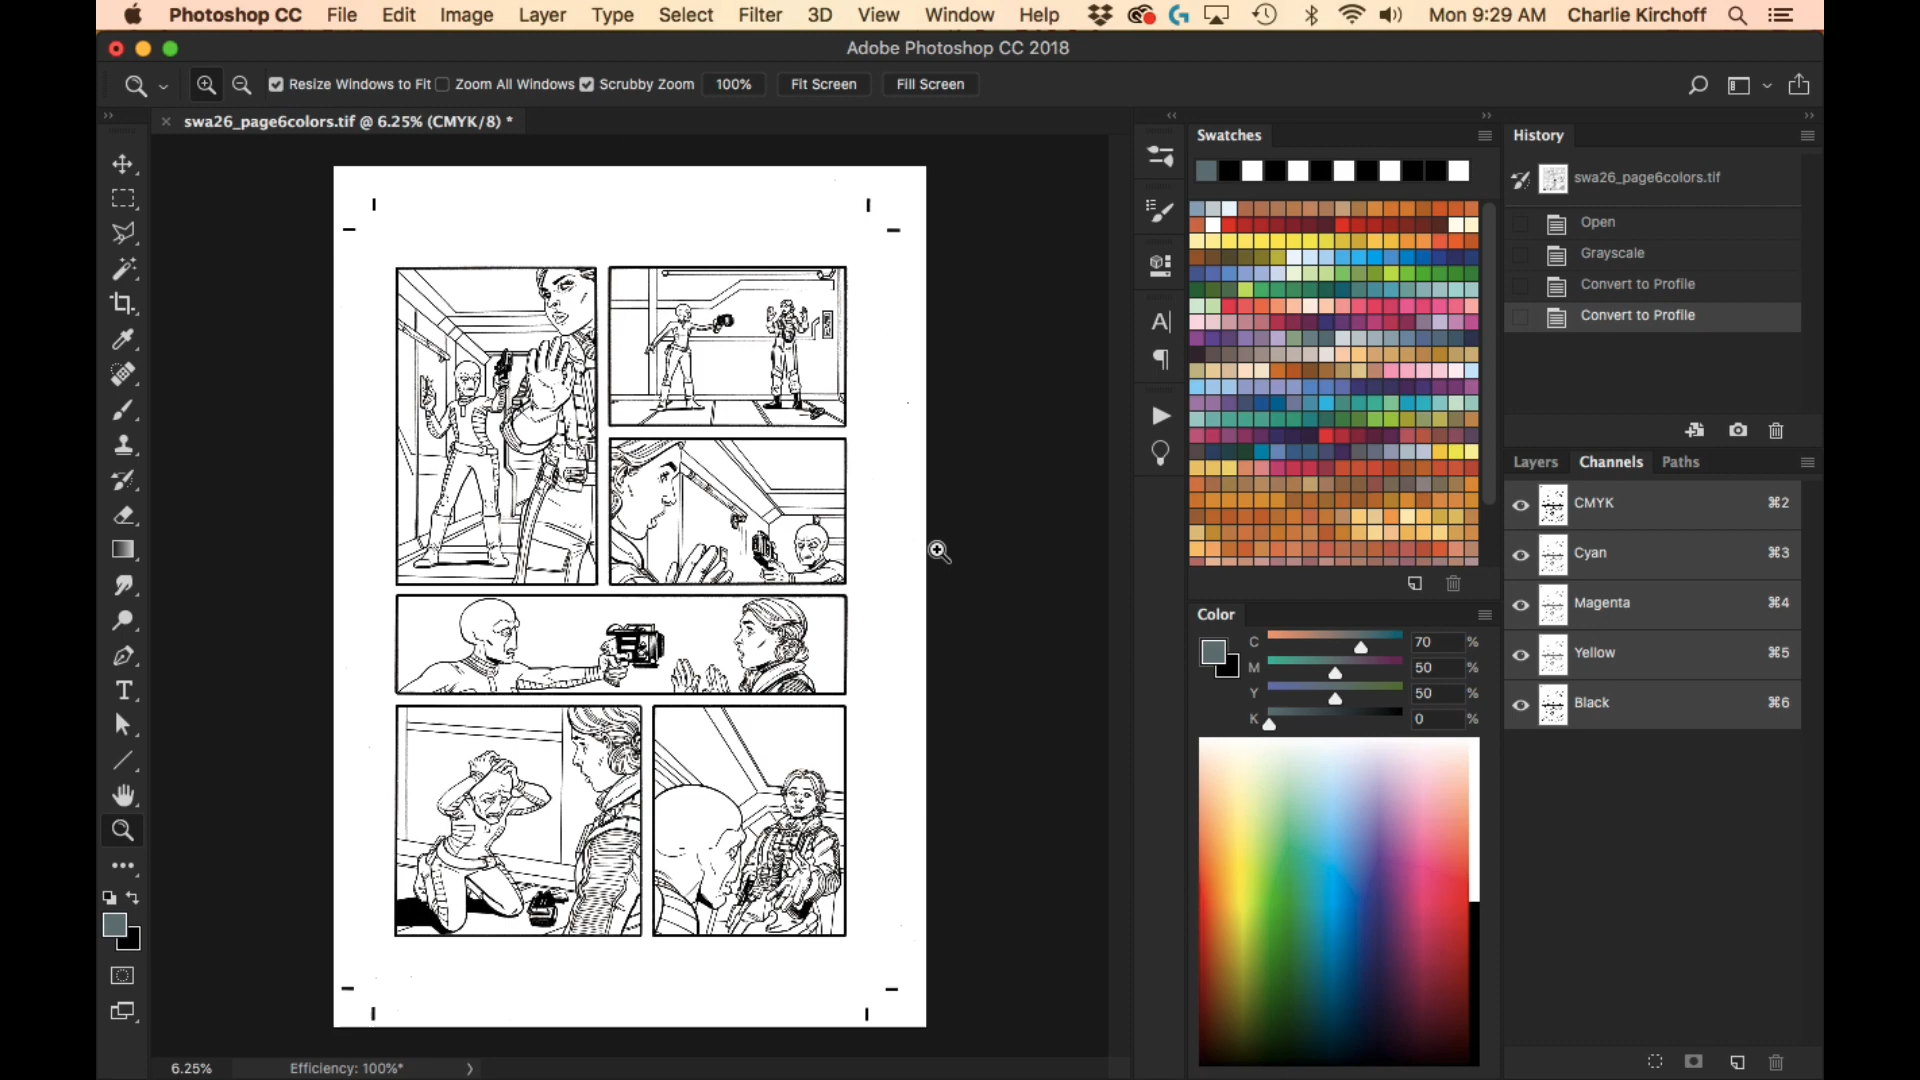 Photoshop CC File Edit Image Layer Type Select Filter 3D View Window Help Mon 9:29 AM Charlie Kirchoff
Adobe Photoshop CC 2018
Resize Windows to Fit Zoom All Windows Scrubby Zoom 100% Fit Screen Fill Screen
swa26_page6colors.tif @ 6.25% (CMYK/8) *
Swatches
History
swa26_page6colors.tif
Open
Grayscale
Convert to Profile
Convert to Profile
Layers Channels Paths
CMYK ⌘2
Cyan ⌘3
Magenta ⌘4
Yellow ⌘5
Black ⌘6
Color
C 70 %
M 50 %
Y 50 %
K 0 %
6.25% Efficiency: 100%*